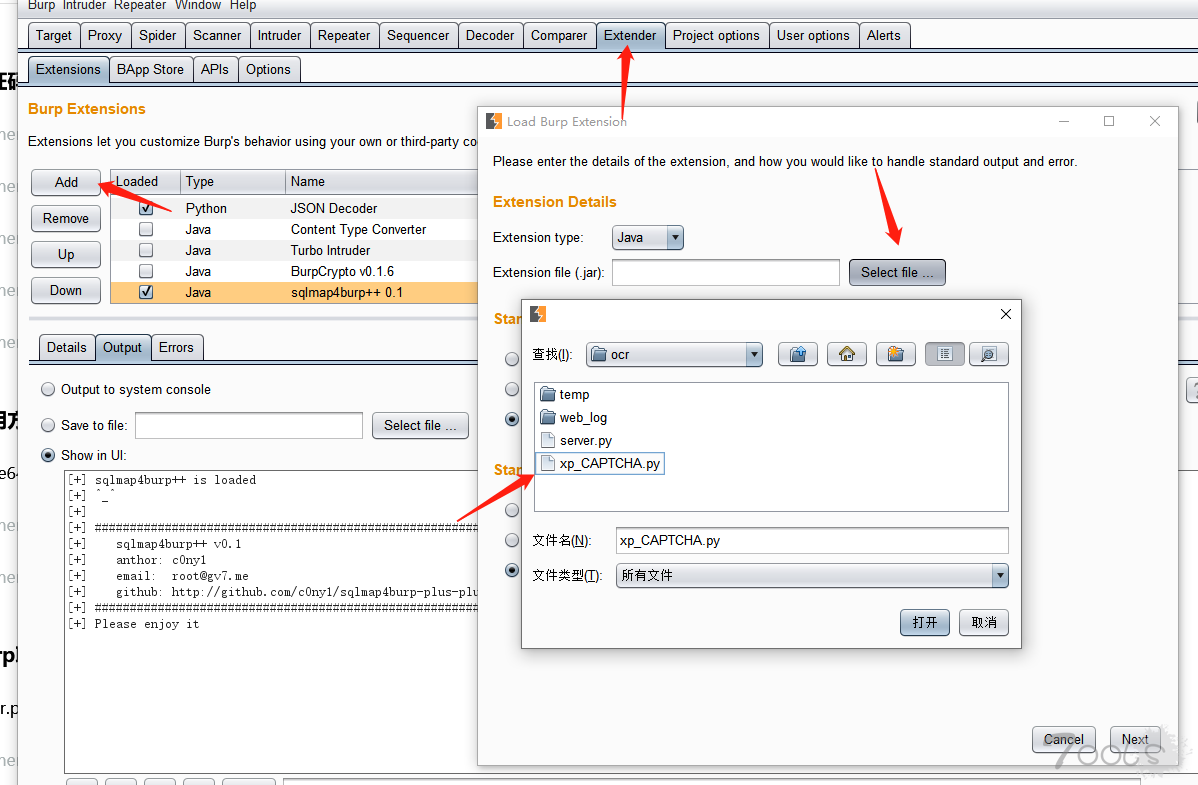 Burp Intruder Repeater Window Help
Target Proxy Spider Scanner Intruder Repeater Sequencer Decoder Comparer Extender Project options User options Alerts
Extensions BApp Store APIs Options
Burp Extensions
Extensions let you customize Burp's behavior using your own or third-party co
Add
Remove
Up
Down
Loaded Type Name
Python JSON Decoder
Java Content Type Converter
Java Turbo Intruder
Java BurpCrypto v0.1.6
Java sqlmap4burp++ 0.1
Details Output Errors
Output to system console
Save to file: Select file ...
Show in UI:
[+] sqlmap4burp++ is loaded
[+] ^_^
[+]
[+] ##########################################################
[+] sqlmap4burp++ v0.1
[+] anthor: c0ny1
[+] email: root@gv7.me
[+] github: http://github.com/c0ny1/sqlmap4burp-plus-plu
[+] ##########################################################
[+] Please enjoy it
Load Burp Extension
Please enter the details of the extension, and how you would like to handle standard output and error.
Extension Details
Extension type: Java
Extension file (.jar): Select file ...
Stan
Stan
查找(I): ocr
temp
web_log
server.py
xp_CAPTCHA.py
文件名(N): xp_CAPTCHA.py
文件类型(T): 所有文件
打开 取消
Cancel Next
7ools